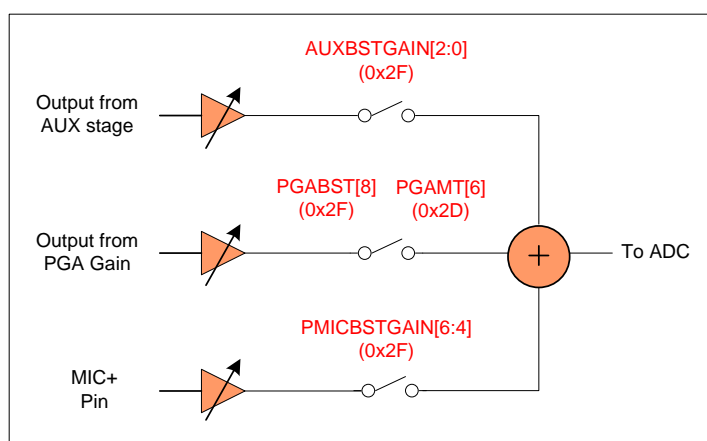 AUXBSTGAIN[2:0]
(0x2F)
Output from
AUX stage
PGABST[8]
(0x2F)
PGAMT[6]
(0x2D)
Output from
PGA Gain
+
To ADC
PMICBSTGAIN[6:4]
(0x2F)
MIC+
Pin